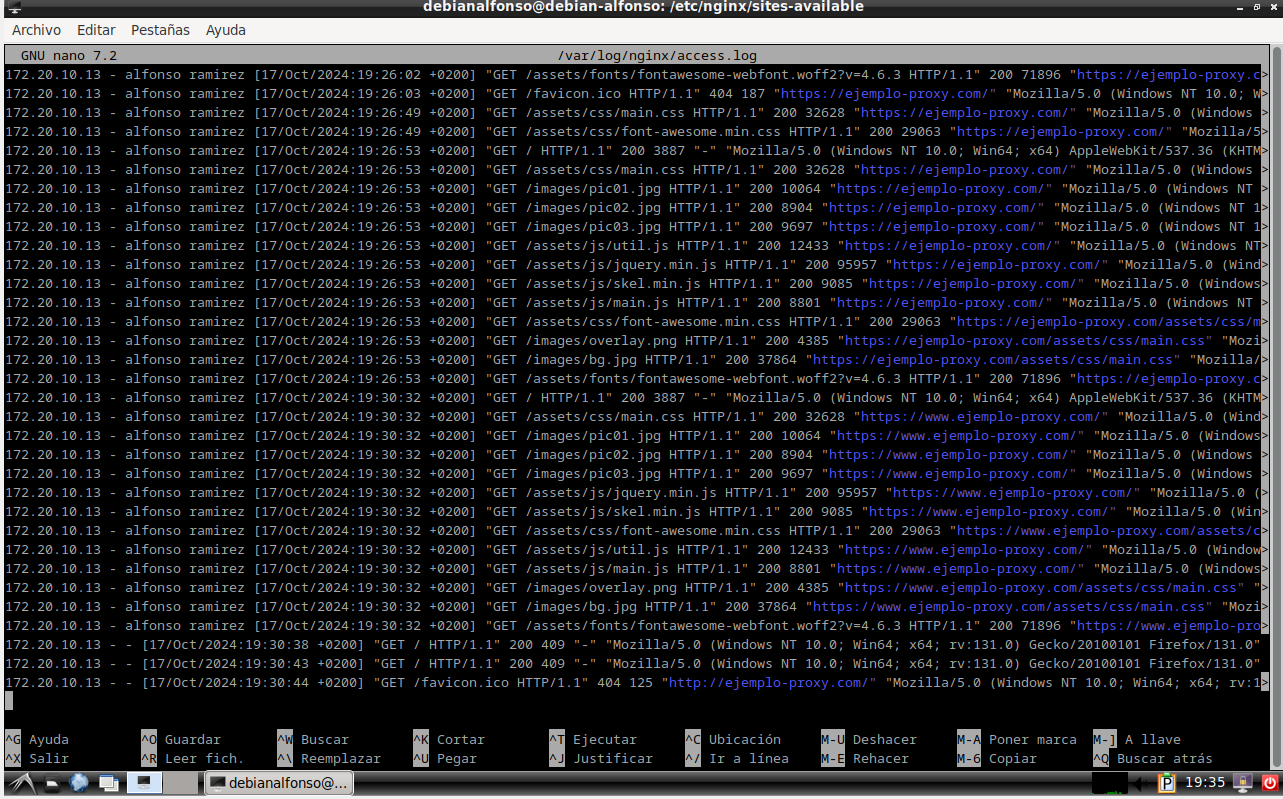 debianalfonso@debian-alfonso: /etc/nginx/sites-available
Archivo Editar Pestañas Ayuda
GNU nano 7.2 /var/log/nginx/access.log
172.20.10.13 - alfonso ramirez [17/Oct/2024:19:26:02 +0200] "GET /assets/fonts/fontawesome-webfont.woff2?v=4.6.3 HTTP/1.1" 200 71896 "https://ejemplo-proxy.c>
172.20.10.13 - alfonso ramirez [17/Oct/2024:19:26:03 +0200] "GET /favicon.ico HTTP/1.1" 404 187 "https://ejemplo-proxy.com/" "Mozilla/5.0 (Windows NT 10.0; W>
172.20.10.13 - alfonso ramirez [17/Oct/2024:19:26:49 +0200] "GET /assets/css/main.css HTTP/1.1" 200 32628 "https://ejemplo-proxy.com/" "Mozilla/5.0 (Windows >
172.20.10.13 - alfonso ramirez [17/Oct/2024:19:26:49 +0200] "GET /assets/css/font-awesome.min.css HTTP/1.1" 200 29063 "https://ejemplo-proxy.com/" "Mozilla/5>
172.20.10.13 - alfonso ramirez [17/Oct/2024:19:26:53 +0200] "GET / HTTP/1.1" 200 3887 "-" "Mozilla/5.0 (Windows NT 10.0; Win64; x64) AppleWebKit/537.36 (KHTM>
172.20.10.13 - alfonso ramirez [17/Oct/2024:19:26:53 +0200] "GET /assets/css/main.css HTTP/1.1" 200 32628 "https://ejemplo-proxy.com/" "Mozilla/5.0 (Windows >
172.20.10.13 - alfonso ramirez [17/Oct/2024:19:26:53 +0200] "GET /images/pic01.jpg HTTP/1.1" 200 10064 "https://ejemplo-proxy.com/" "Mozilla/5.0 (Windows NT >
172.20.10.13 - alfonso ramirez [17/Oct/2024:19:26:53 +0200] "GET /images/pic02.jpg HTTP/1.1" 200 8904 "https://ejemplo-proxy.com/" "Mozilla/5.0 (Windows NT 1>
172.20.10.13 - alfonso ramirez [17/Oct/2024:19:26:53 +0200] "GET /images/pic03.jpg HTTP/1.1" 200 9697 "https://ejemplo-proxy.com/" "Mozilla/5.0 (Windows NT 1>
172.20.10.13 - alfonso ramirez [17/Oct/2024:19:26:53 +0200] "GET /assets/js/util.js HTTP/1.1" 200 12433 "https://ejemplo-proxy.com/" "Mozilla/5.0 (Windows NT>
172.20.10.13 - alfonso ramirez [17/Oct/2024:19:26:53 +0200] "GET /assets/js/jquery.min.js HTTP/1.1" 200 95957 "https://ejemplo-proxy.com/" "Mozilla/5.0 (Wind>
172.20.10.13 - alfonso ramirez [17/Oct/2024:19:26:53 +0200] "GET /assets/js/skel.min.js HTTP/1.1" 200 9085 "https://ejemplo-proxy.com/" "Mozilla/5.0 (Windows>
172.20.10.13 - alfonso ramirez [17/Oct/2024:19:26:53 +0200] "GET /assets/js/main.js HTTP/1.1" 200 8801 "https://ejemplo-proxy.com/" "Mozilla/5.0 (Windows NT >
172.20.10.13 - alfonso ramirez [17/Oct/2024:19:26:53 +0200] "GET /assets/css/font-awesome.min.css HTTP/1.1" 200 29063 "https://ejemplo-proxy.com/assets/css/m>
172.20.10.13 - alfonso ramirez [17/Oct/2024:19:26:53 +0200] "GET /images/overlay.png HTTP/1.1" 200 4385 "https://ejemplo-proxy.com/assets/css/main.css" "Mozi>
172.20.10.13 - alfonso ramirez [17/Oct/2024:19:26:53 +0200] "GET /images/bg.jpg HTTP/1.1" 200 37864 "https://ejemplo-proxy.com/assets/css/main.css" "Mozilla/>
172.20.10.13 - alfonso ramirez [17/Oct/2024:19:26:53 +0200] "GET /assets/fonts/fontawesome-webfont.woff2?v=4.6.3 HTTP/1.1" 200 71896 "https://ejemplo-proxy.c>
172.20.10.13 - alfonso ramirez [17/Oct/2024:19:30:32 +0200] "GET / HTTP/1.1" 200 3887 "-" "Mozilla/5.0 (Windows NT 10.0; Win64; x64) AppleWebKit/537.36 (KHTM>
172.20.10.13 - alfonso ramirez [17/Oct/2024:19:30:32 +0200] "GET /assets/css/main.css HTTP/1.1" 200 32628 "https://www.ejemplo-proxy.com/" "Mozilla/5.0 (Wind>
172.20.10.13 - alfonso ramirez [17/Oct/2024:19:30:32 +0200] "GET /images/pic01.jpg HTTP/1.1" 200 10064 "https://www.ejemplo-proxy.com/" "Mozilla/5.0 (Windows>
172.20.10.13 - alfonso ramirez [17/Oct/2024:19:30:32 +0200] "GET /images/pic02.jpg HTTP/1.1" 200 8904 "https://www.ejemplo-proxy.com/" "Mozilla/5.0 (Windows >
172.20.10.13 - alfonso ramirez [17/Oct/2024:19:30:32 +0200] "GET /images/pic03.jpg HTTP/1.1" 200 9697 "https://www.ejemplo-proxy.com/" "Mozilla/5.0 (Windows >
172.20.10.13 - alfonso ramirez [17/Oct/2024:19:30:32 +0200] "GET /assets/js/jquery.min.js HTTP/1.1" 200 95957 "https://www.ejemplo-proxy.com/" "Mozilla/5.0 (>
172.20.10.13 - alfonso ramirez [17/Oct/2024:19:30:32 +0200] "GET /assets/js/skel.min.js HTTP/1.1" 200 9085 "https://www.ejemplo-proxy.com/" "Mozilla/5.0 (Win>
172.20.10.13 - alfonso ramirez [17/Oct/2024:19:30:32 +0200] "GET /assets/css/font-awesome.min.css HTTP/1.1" 200 29063 "https://www.ejemplo-proxy.com/assets/c>
172.20.10.13 - alfonso ramirez [17/Oct/2024:19:30:32 +0200] "GET /assets/js/util.js HTTP/1.1" 200 12433 "https://www.ejemplo-proxy.com/" "Mozilla/5.0 (Window>
172.20.10.13 - alfonso ramirez [17/Oct/2024:19:30:32 +0200] "GET /assets/js/main.js HTTP/1.1" 200 8801 "https://www.ejemplo-proxy.com/" "Mozilla/5.0 (Windows>
172.20.10.13 - alfonso ramirez [17/Oct/2024:19:30:32 +0200] "GET /images/overlay.png HTTP/1.1" 200 4385 "https://www.ejemplo-proxy.com/assets/css/main.css" ">
172.20.10.13 - alfonso ramirez [17/Oct/2024:19:30:32 +0200] "GET /images/bg.jpg HTTP/1.1" 200 37864 "https://www.ejemplo-proxy.com/assets/css/main.css" "Mozi>
172.20.10.13 - alfonso ramirez [17/Oct/2024:19:30:32 +0200] "GET /assets/fonts/fontawesome-webfont.woff2?v=4.6.3 HTTP/1.1" 200 71896 "https://www.ejemplo-pro>
172.20.10.13 - - [17/Oct/2024:19:30:38 +0200] "GET / HTTP/1.1" 200 409 "-" "Mozilla/5.0 (Windows NT 10.0; Win64; x64; rv:131.0) Gecko/20100101 Firefox/131.0"
172.20.10.13 - - [17/Oct/2024:19:30:43 +0200] "GET / HTTP/1.1" 200 409 "-" "Mozilla/5.0 (Windows NT 10.0; Win64; x64; rv:131.0) Gecko/20100101 Firefox/131.0"
172.20.10.13 - - [17/Oct/2024:19:30:44 +0200] "GET /favicon.ico HTTP/1.1" 404 125 "http://ejemplo-proxy.com/" "Mozilla/5.0 (Windows NT 10.0; Win64; x64; rv:1>
^G Ayuda ^O Guardar ^W Buscar ^K Cortar ^T Ejecutar ^C Ubicación M-U Deshacer M-A Poner marca M-] A llave
^X Salir ^R Leer fich. ^\ Reemplazar ^U Pegar ^J Justificar ^/ Ir a línea M-E Rehacer M-6 Copiar ^Q Buscar atrás
debianalfonso@... P 19:35